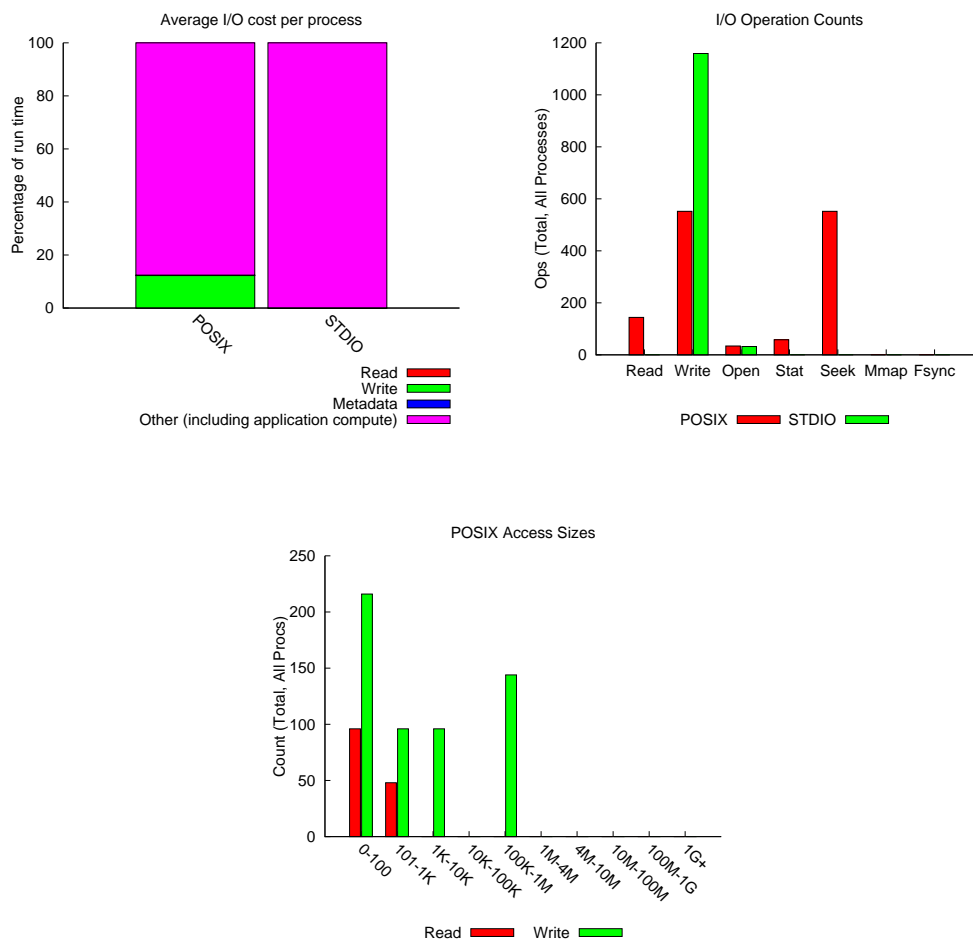 Average I/O cost per process
100
80
60
40
20
0
Percentage of run time
POSIX
STDIO
Read
Write
Metadata
Other (including application compute)
I/O Operation Counts
1200
1000
800
600
400
200
0
Ops (Total, All Processes)
Read Write Open Stat Seek Mmap Fsync
POSIX STDIO
POSIX Access Sizes
250
200
150
100
50
0
Count (Total, All Procs)
0-100
101-1K
1K-10K
10K-100K
100K-1M
1M-4M
4M-10M
10M-100M
100M-1G
1G+
Read Write